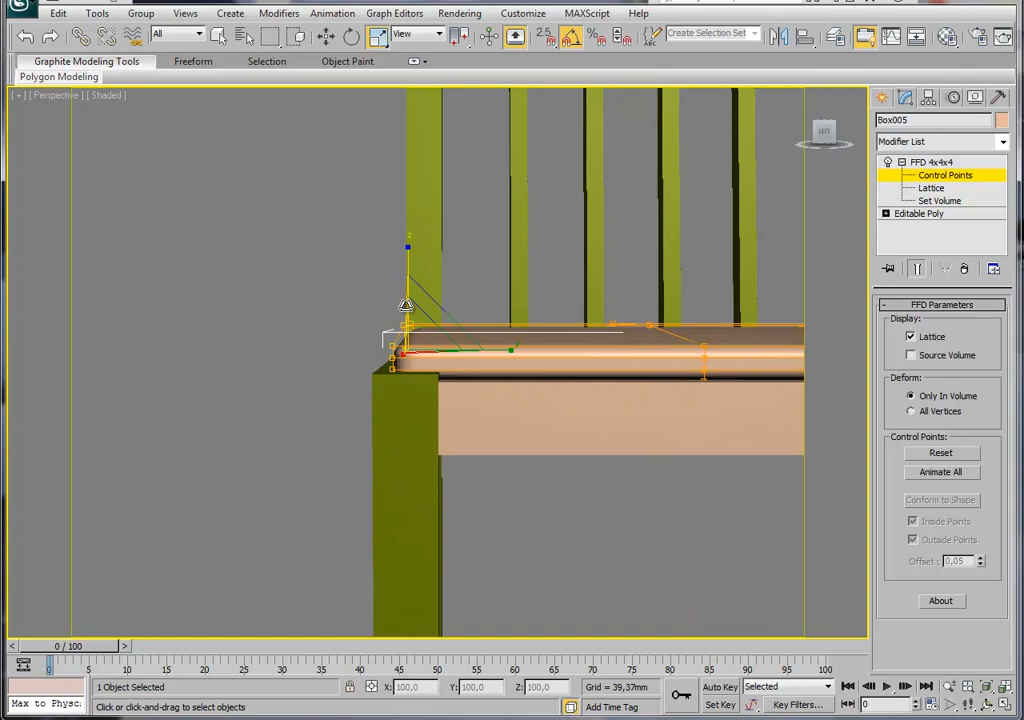 Edit Tools Group Views Create Modifiers Animation Graph Editors Rendering Customize MAXScript Help
All View 2.5 Create Selection Set
Graphite Modeling Tools Freeform Selection Object Paint
Polygon Modeling
[ + ] [ Perspective ] [ Shaded ]
LEFT
z
Box005
Modifier List
FFD 4x4x4
Control Points
Lattice
Set Volume
Editable Poly
FFD Parameters
Display:
Lattice
Source Volume
Deform:
Only In Volume
All Vertices
Control Points:
Reset
Animate All
Conform to Shape
Inside Points
Outside Points
Offset : 0,05
About
< 0 / 100 >
0 5 10 15 20 25 30 35 40 45 50 55 60 65 70 75 80 85 90 95 100
1 Object Selected X: 100,0 Y: 100,0 Z: 100,0 Grid = 39,37mm Auto Key Selected
Max to Physc: Click or click-and-drag to select objects Add Time Tag Set Key Key Filters... 0